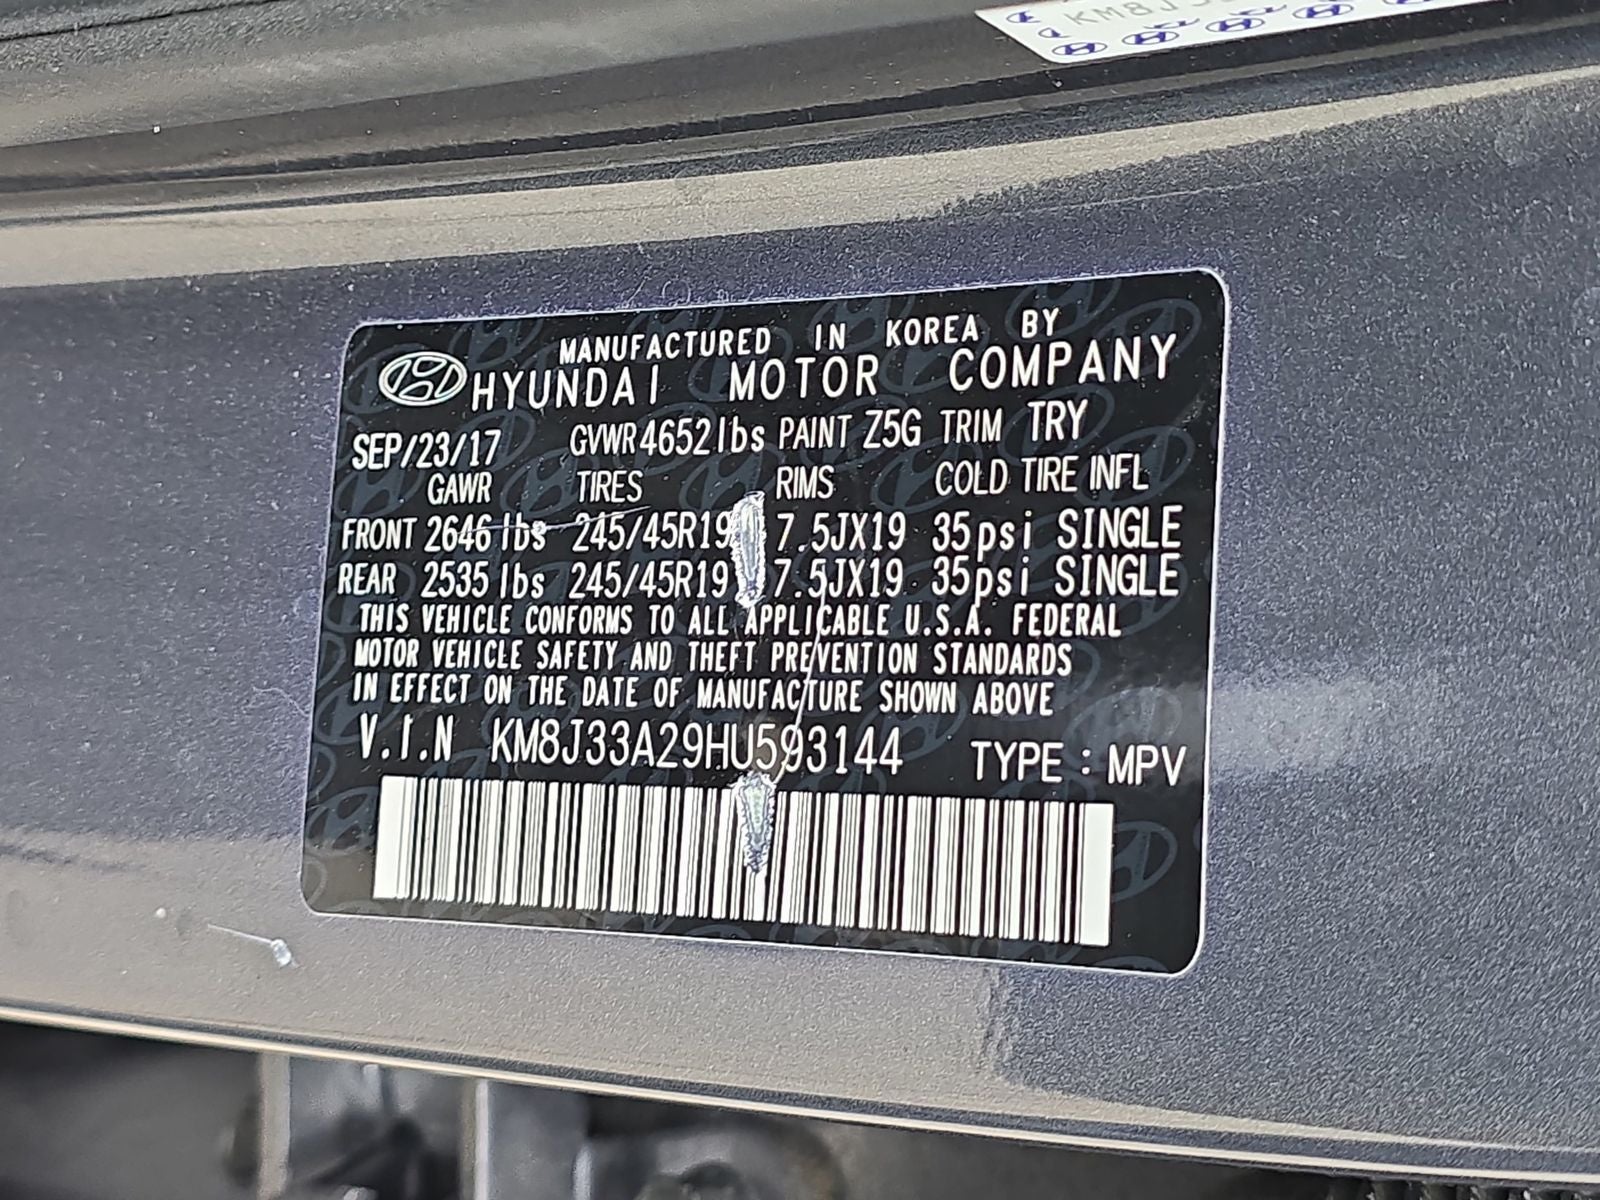 KM8J3
MANUFACTURED IN KOREA BY
HYUNDAI MOTOR COMPANY
SEP/23/17 GVWR 4652lbs PAINT Z5G TRIM TRY
GAWR TIRES RIMS COLD TIRE INFL
FRONT 2646 lbs 245/45R19 7.5JX19 35psi SINGLE
REAR 2535 lbs 245/45R19 7.5JX19 35psi SINGLE
THIS VEHICLE CONFORMS TO ALL APPLICABLE U.S.A. FEDERAL
MOTOR VEHICLE SAFETY AND THEFT PREVENTION STANDARDS
IN EFFECT ON THE DATE OF MANUFACTURE SHOWN ABOVE
V.I.N KM8J33A29HU593144 TYPE : MPV